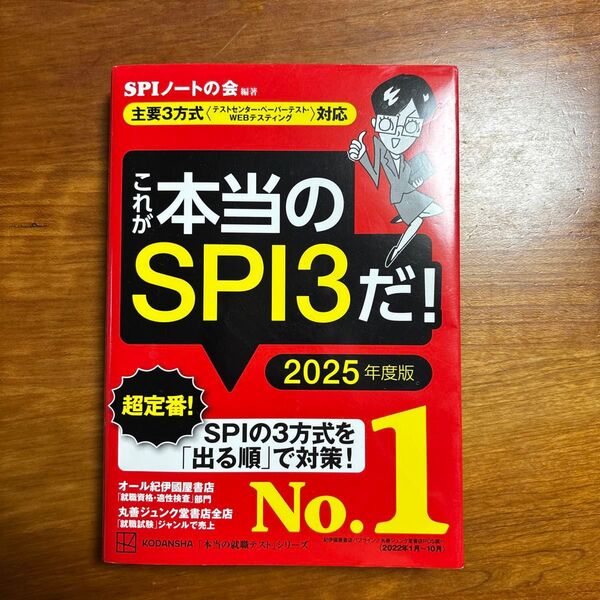 SPIノートの会 編著
主要3方式〈テストセンター・ペーパーテスト・
WEBテスティング〉対応
これが
本当の
SPI3だ!
2025年度版
超定番!
SPIの3方式を
「出る順」で対策!
オール紀伊國屋書店
「就職資格・適性検査」部門
丸善ジュンク堂書店全店
「就職試験」ジャンルで売上
No.1
KODANSHA 「本当の就職テスト」シリーズ
(2022年1月~10月)